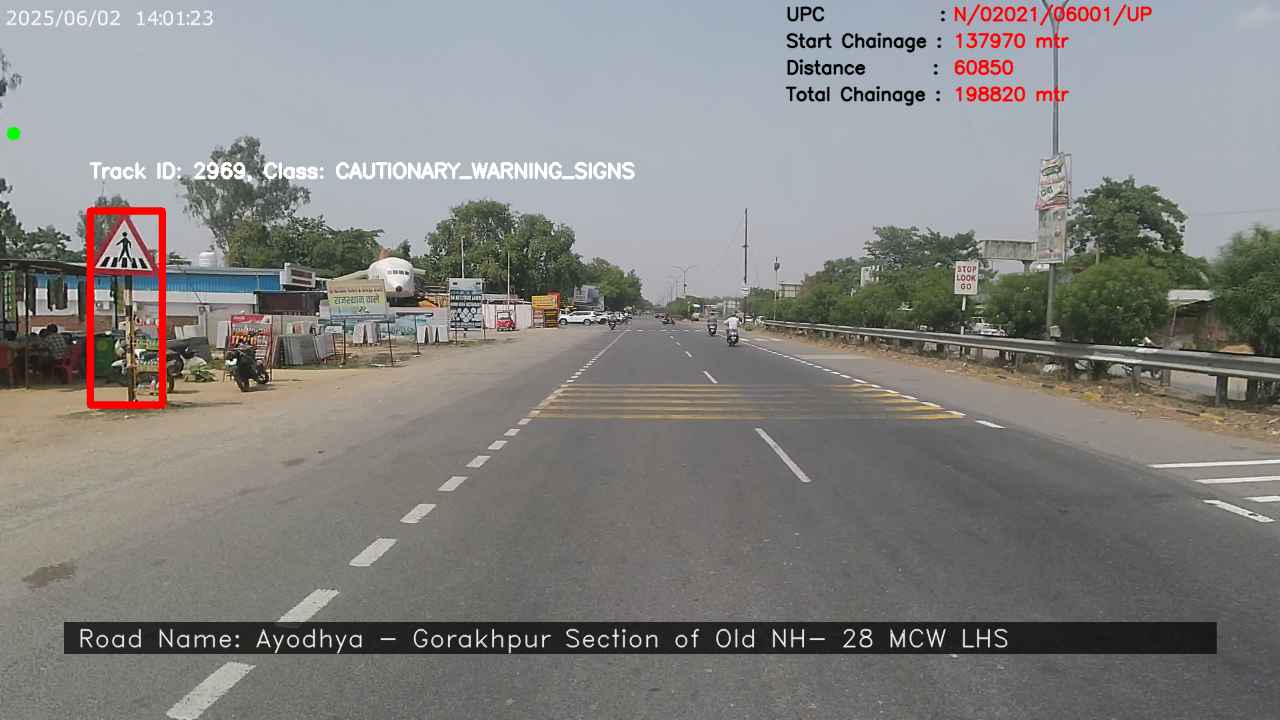 2025/06/02 14:01:23
UPC : N/02021/06001/UP
Start Chainage : 137970 mtr
Distance : 60850
Total Chainage : 198820 mtr
Track ID: 2969, Class: CAUTIONARY_WARNING_SIGNS
STOP
LOOK
GO
राजस्थान वाले
Road Name: Ayodhya - Gorakhpur Section of Old NH- 28 MCW LHS